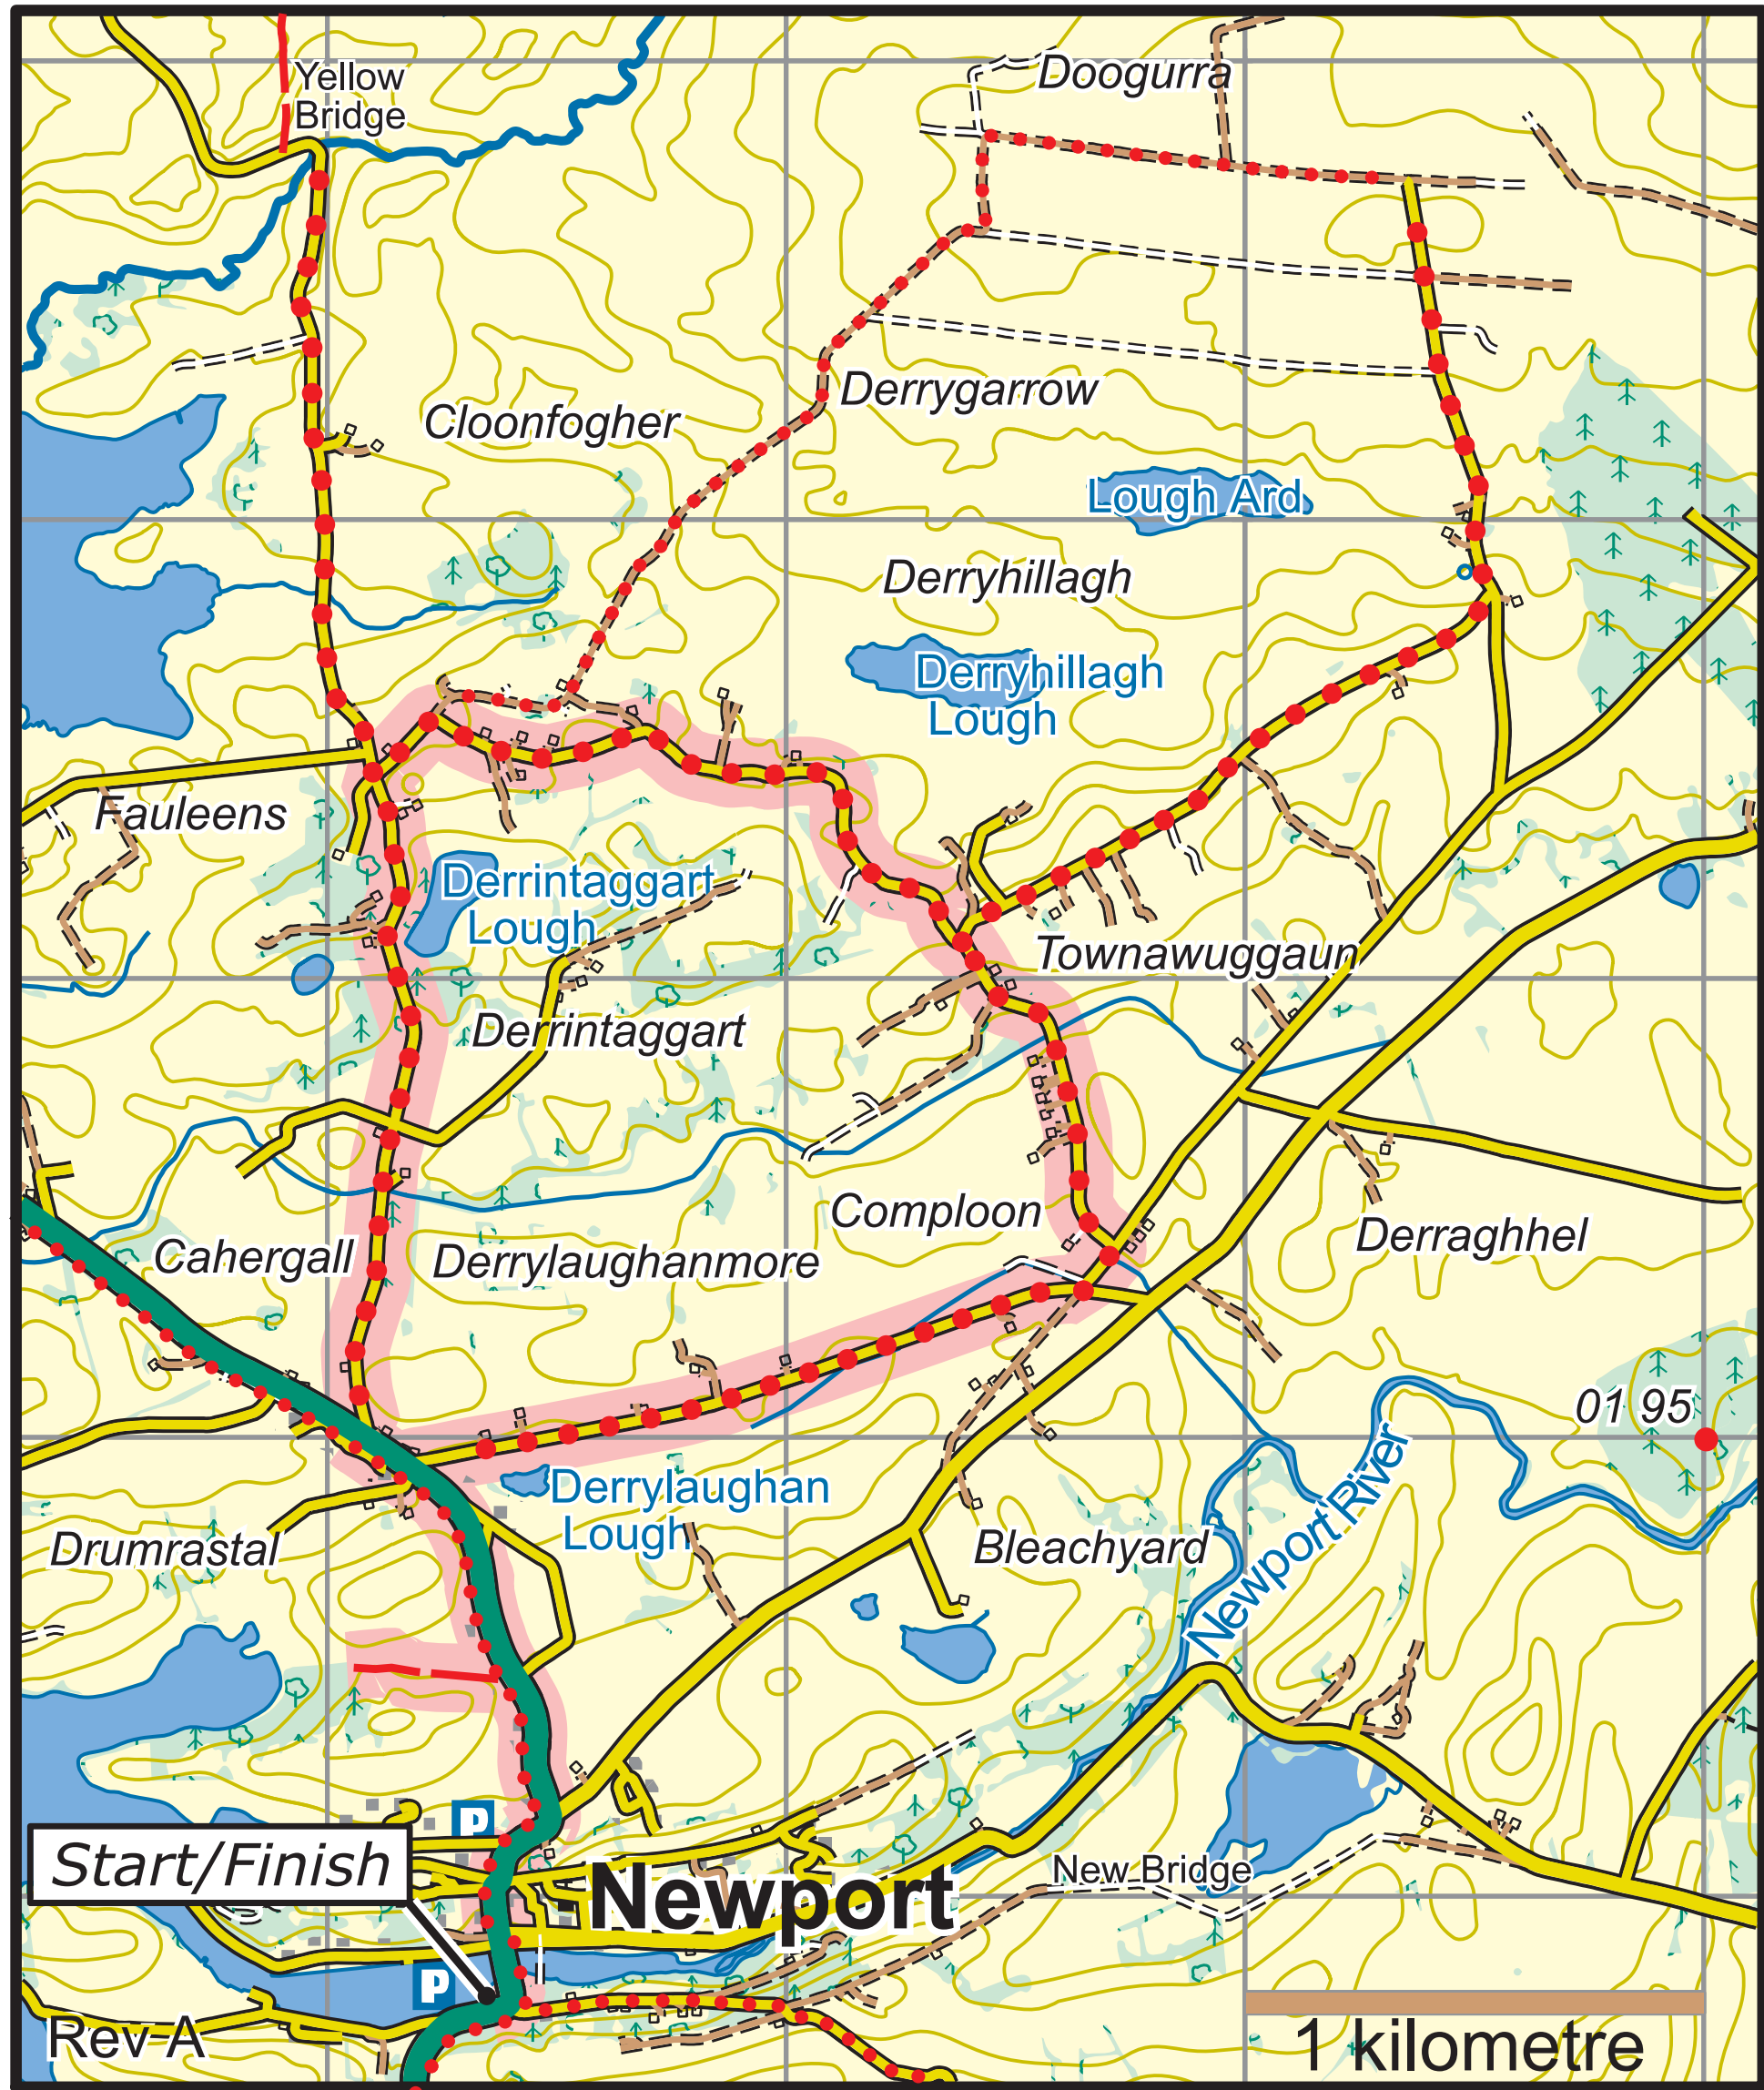 Yellow
Bridge
Doogurra
Derrygarrow
Cloonfogher
Lough Ard
Derryhillagh
Derryhillagh
Lough
Fauleens
Derrintaggart
Lough
Townawuggaun
Derrintaggart
Comploon
Derraghhel
Cahergall
Derrylaughanmore
01 95
Derrylaughan
Lough
Newport River
Drumrastal
Bleachyard
P
Start/Finish
New Bridge
Newport
P
Rev A
1 kilometre